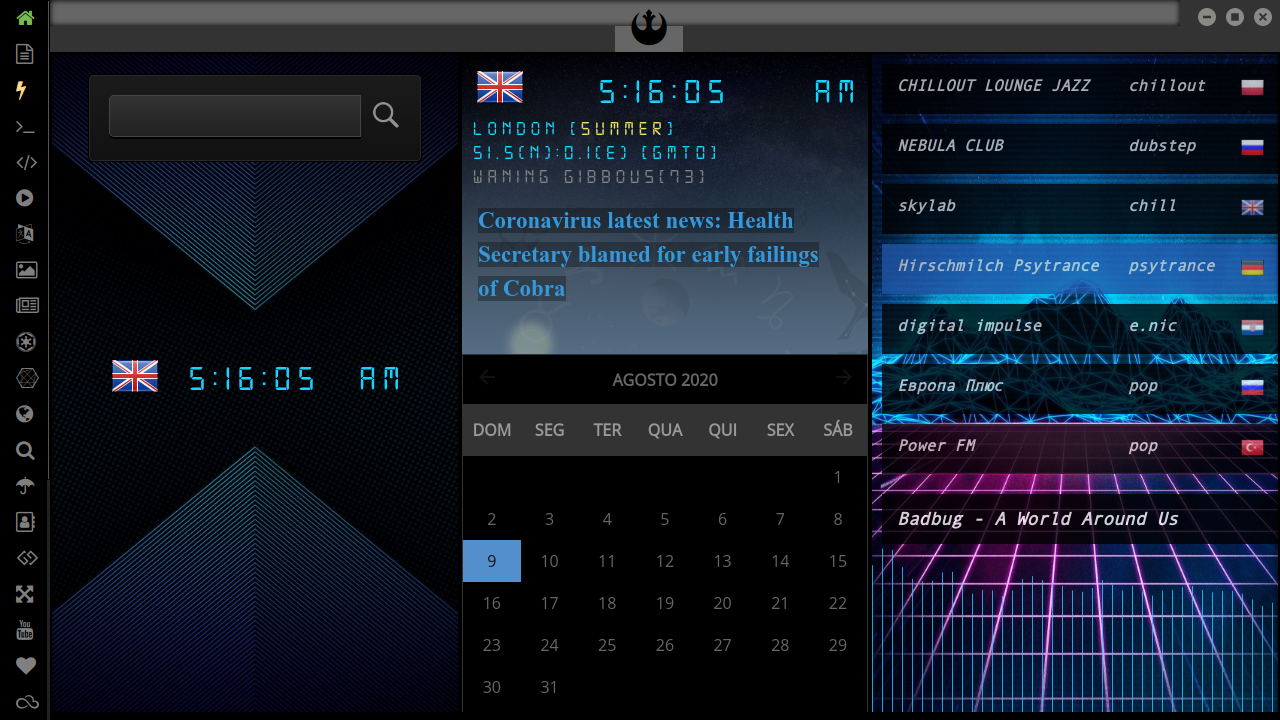 5:16:05 AM
5:16:05 AM
LONDON (SUMMER)
51.5(N):0.1(E) (GMT0)
WANING GIBBOUS(73)
Coronavirus latest news: Health
Secretary blamed for early failings
of Cobra
AGOSTO 2020
DOM SEG TER QUA QUI SEX SÁB
1
2 3 4 5 6 7 8
9 10 11 12 13 14 15
16 17 18 19 20 21 22
23 24 25 26 27 28 29
30 31
CHILLOUT LOUNGE JAZZ chillout
NEBULA CLUB dubstep
skylab chill
Hirschmilch Psytrance psytrance
digital impulse e.nic
Европа Плюс pop
Power FM pop
Badbug - A World Around Us
You Tube